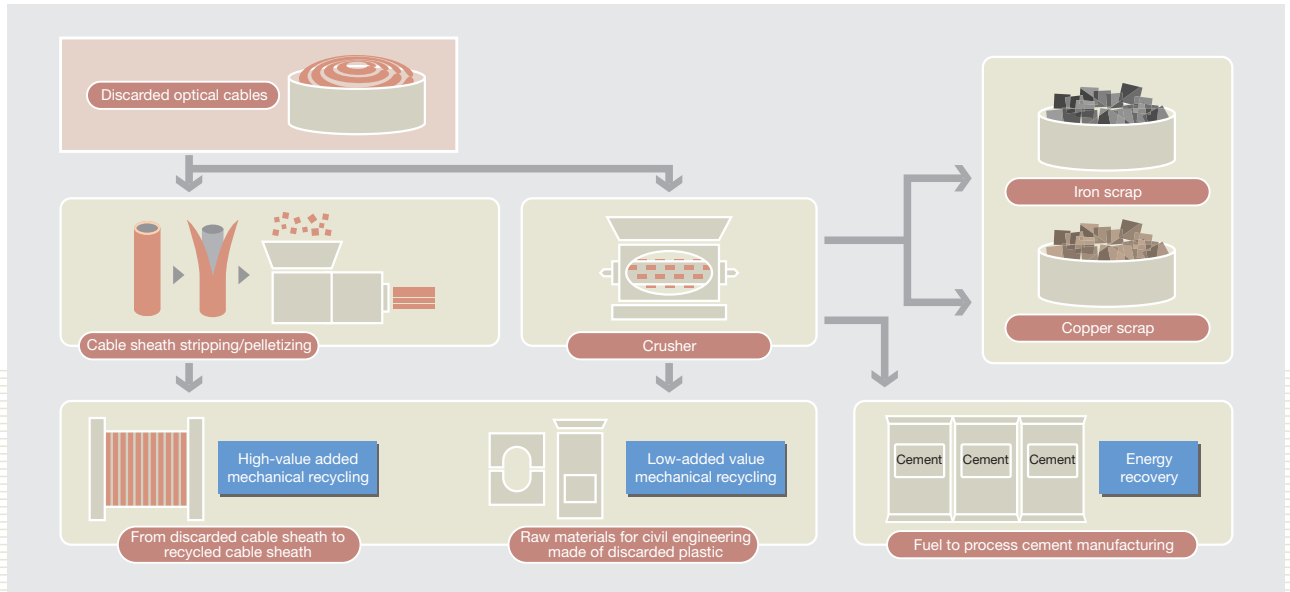 Discarded optical cables
Iron scrap
Copper scrap
Cable sheath stripping/pelletizing
Crusher
High-value added
mechanical recycling
From discarded cable sheath to
recycled cable sheath
Low-added value
mechanical recycling
Raw materials for civil engineering
made of discarded plastic
Cement
Cement
Cement
Energy
recovery
Fuel to process cement manufacturing